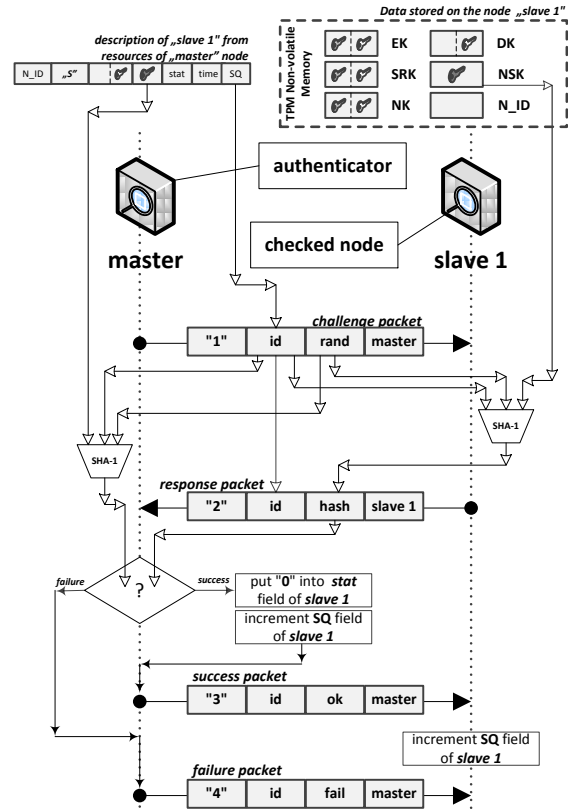 Data stored on the node „slave 1"
description of „slave 1" from
resources of „master" node
N_ID „S" stat time SQ
TPM Non-volatile
Memory
EK DK
SRK NSK
NK N_ID
authenticator
checked node
master slave 1
challenge packet
"1" id rand master
SHA-1
SHA-1
response packet
"2" id hash slave 1
failure ? success
put "0" into stat
field of slave 1
increment SQ field
of slave 1
success packet
"3" id ok master
increment SQ field
of slave 1
failure packet
"4" id fail master